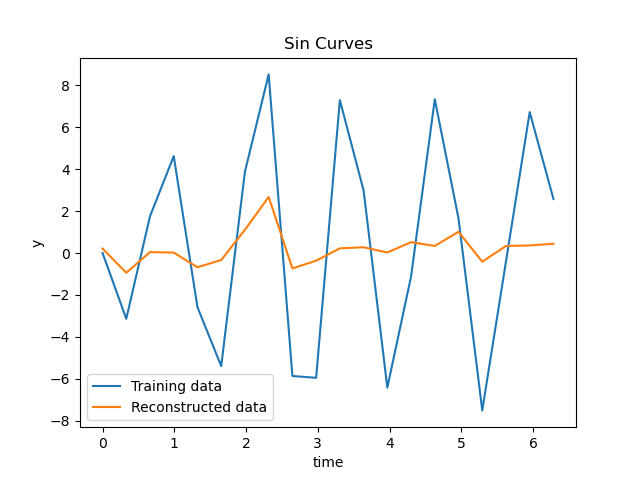 Sin Curves
y
8
6
4
2
0
−2
−4
−6
−8
Training data
Reconstructed data
0 1 2 3 4 5 6
time